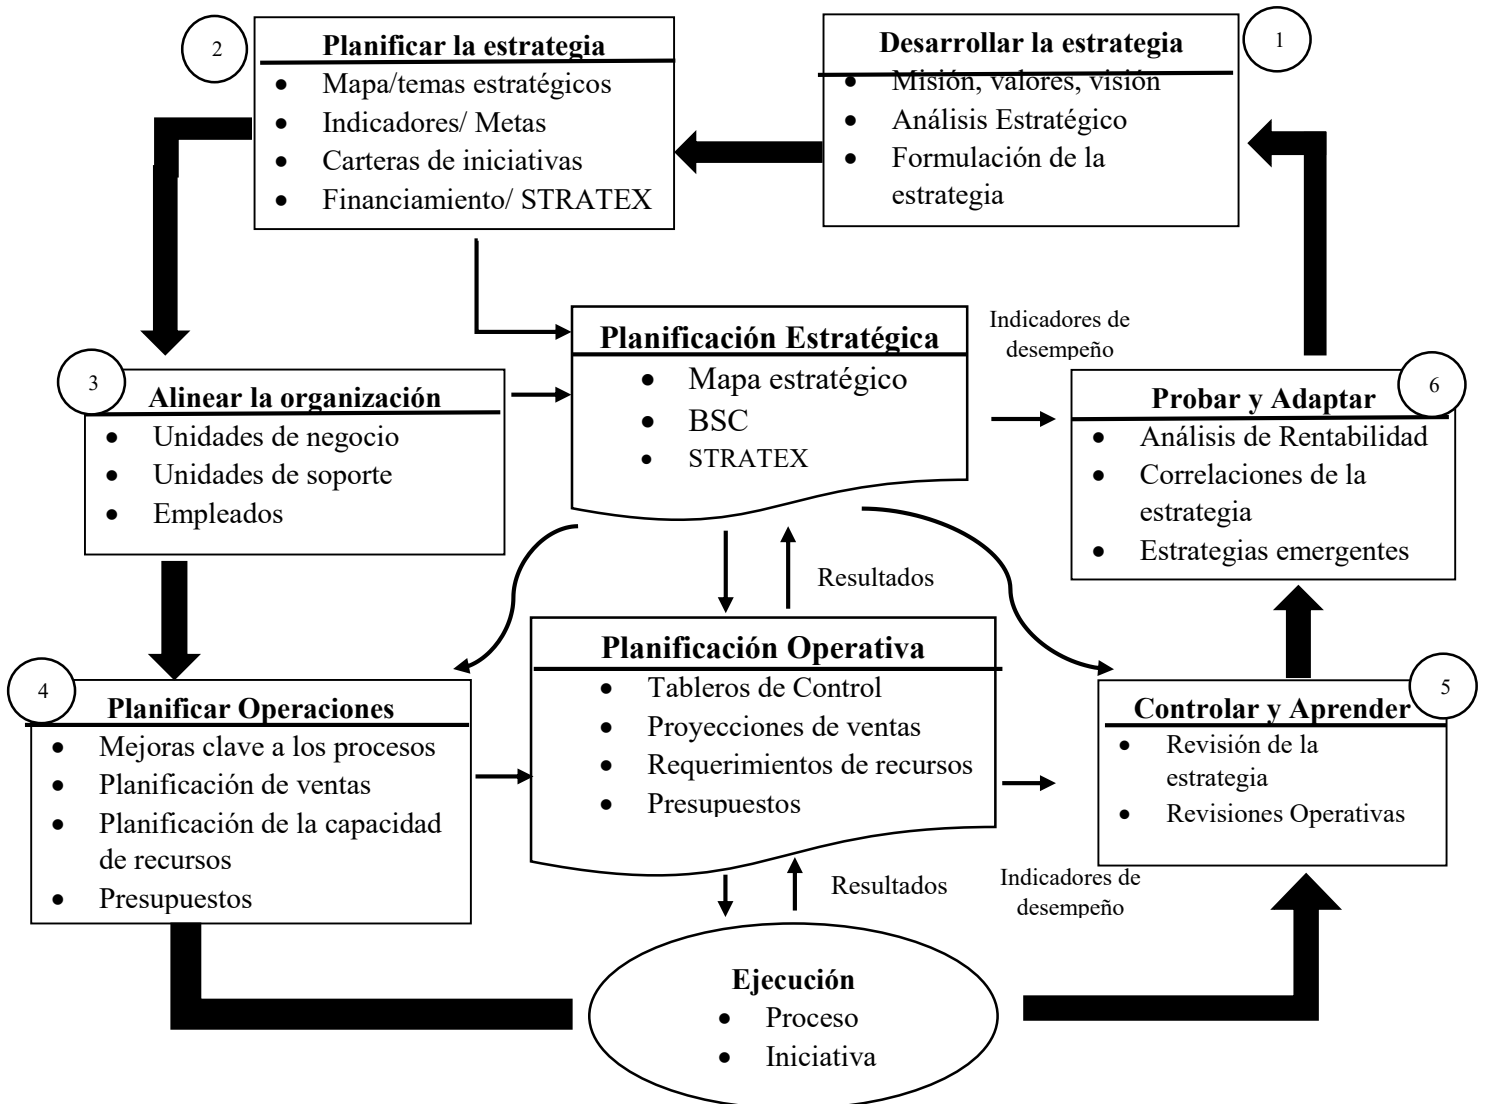 2
Planificar la estrategia
Mapa/temas estratégicos
Indicadores/ Metas
Carteras de iniciativas
Financiamiento/ STRATEX
1
Desarrollar la estrategia
Misión, valores, visión
Análisis Estratégico
Formulación de la
estrategia
Planificación Estratégica
Mapa estratégico
BSC
STRATEX
Indicadores de
desempeño
3
Alinear la organización
Unidades de negocio
Unidades de soporte
Empleados
6
Probar y Adaptar
Análisis de Rentabilidad
Correlaciones de la
estrategia
Estrategias emergentes
Resultados
Planificación Operativa
Tableros de Control
Proyecciones de ventas
Requerimientos de recursos
Presupuestos
4
Planificar Operaciones
Mejoras clave a los procesos
Planificación de ventas
Planificación de la capacidad
de recursos
Presupuestos
5
Controlar y Aprender
Revisión de la
estrategia
Revisiones Operativas
Resultados
Indicadores de
desempeño
Ejecución
Proceso
Iniciativa